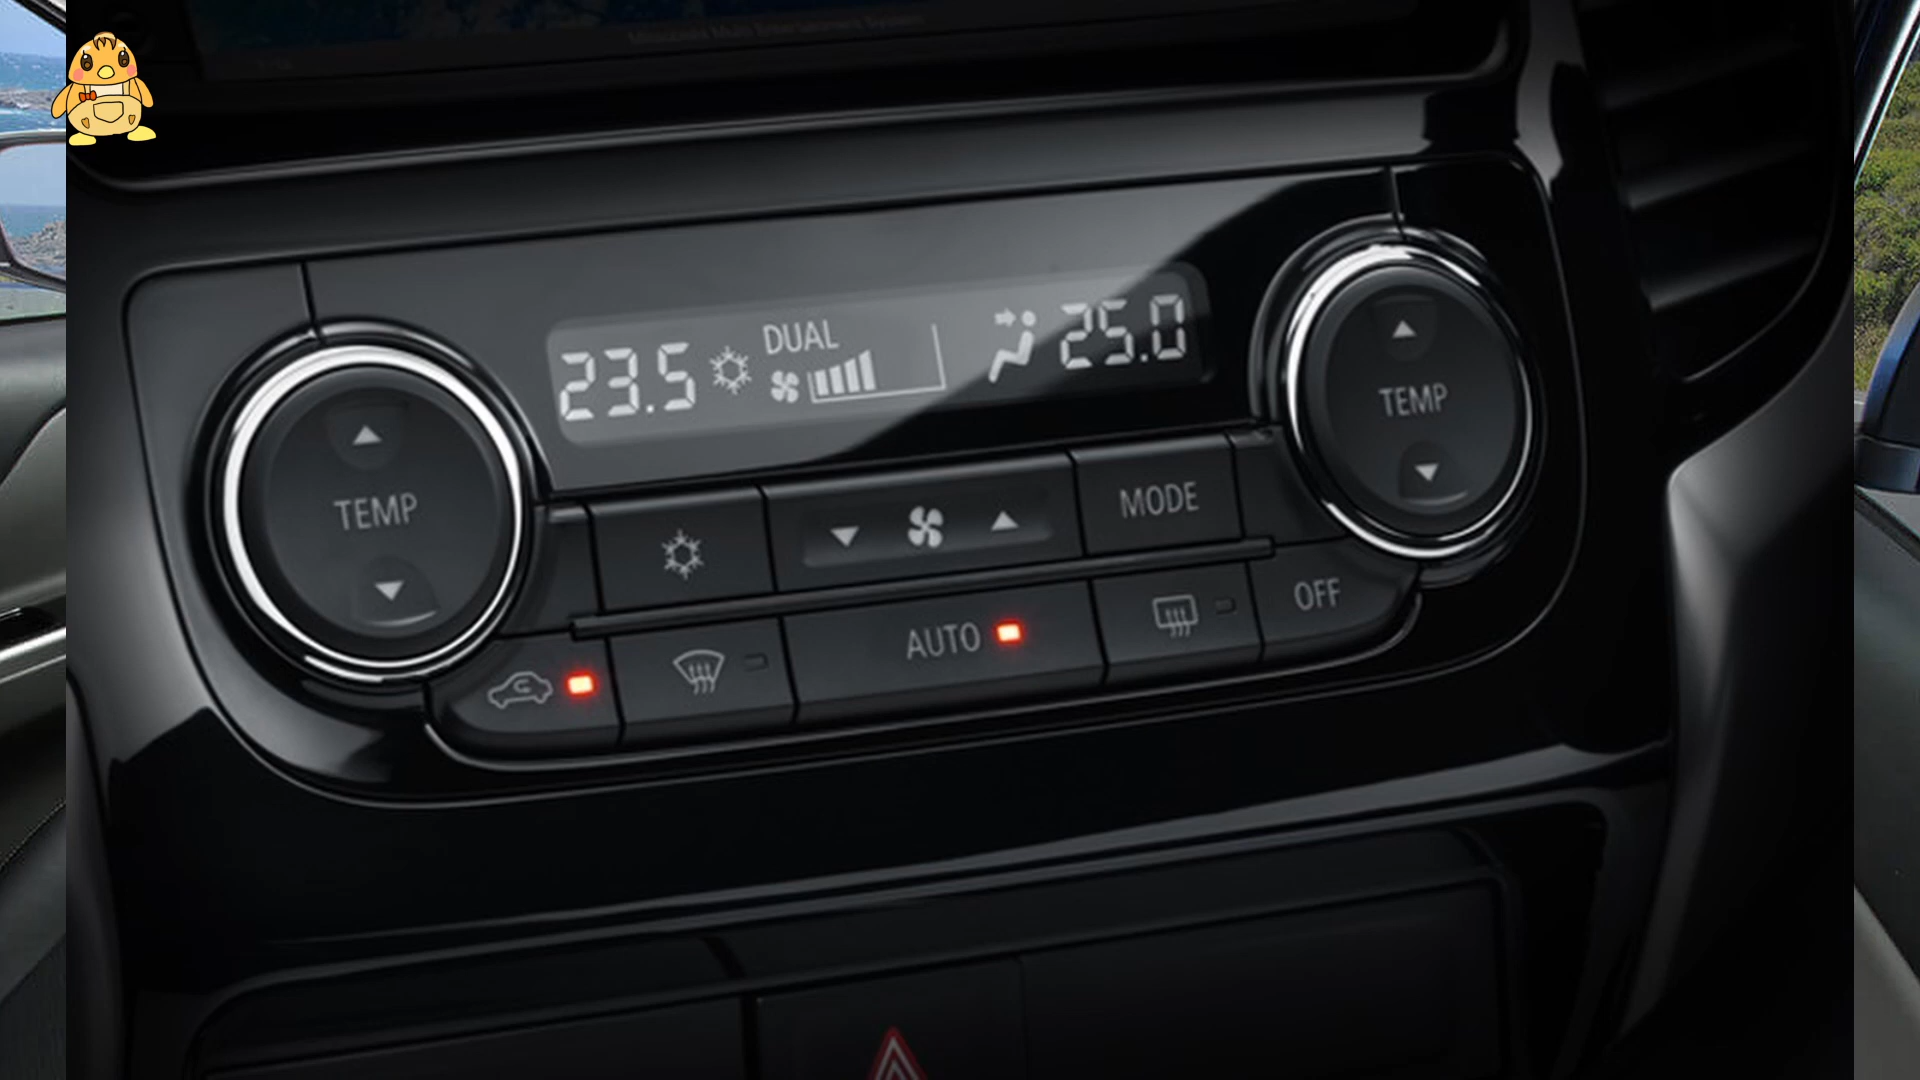 23.5 DUAL 25.0
TEMP
TEMP
MODE
AUTO
OFF